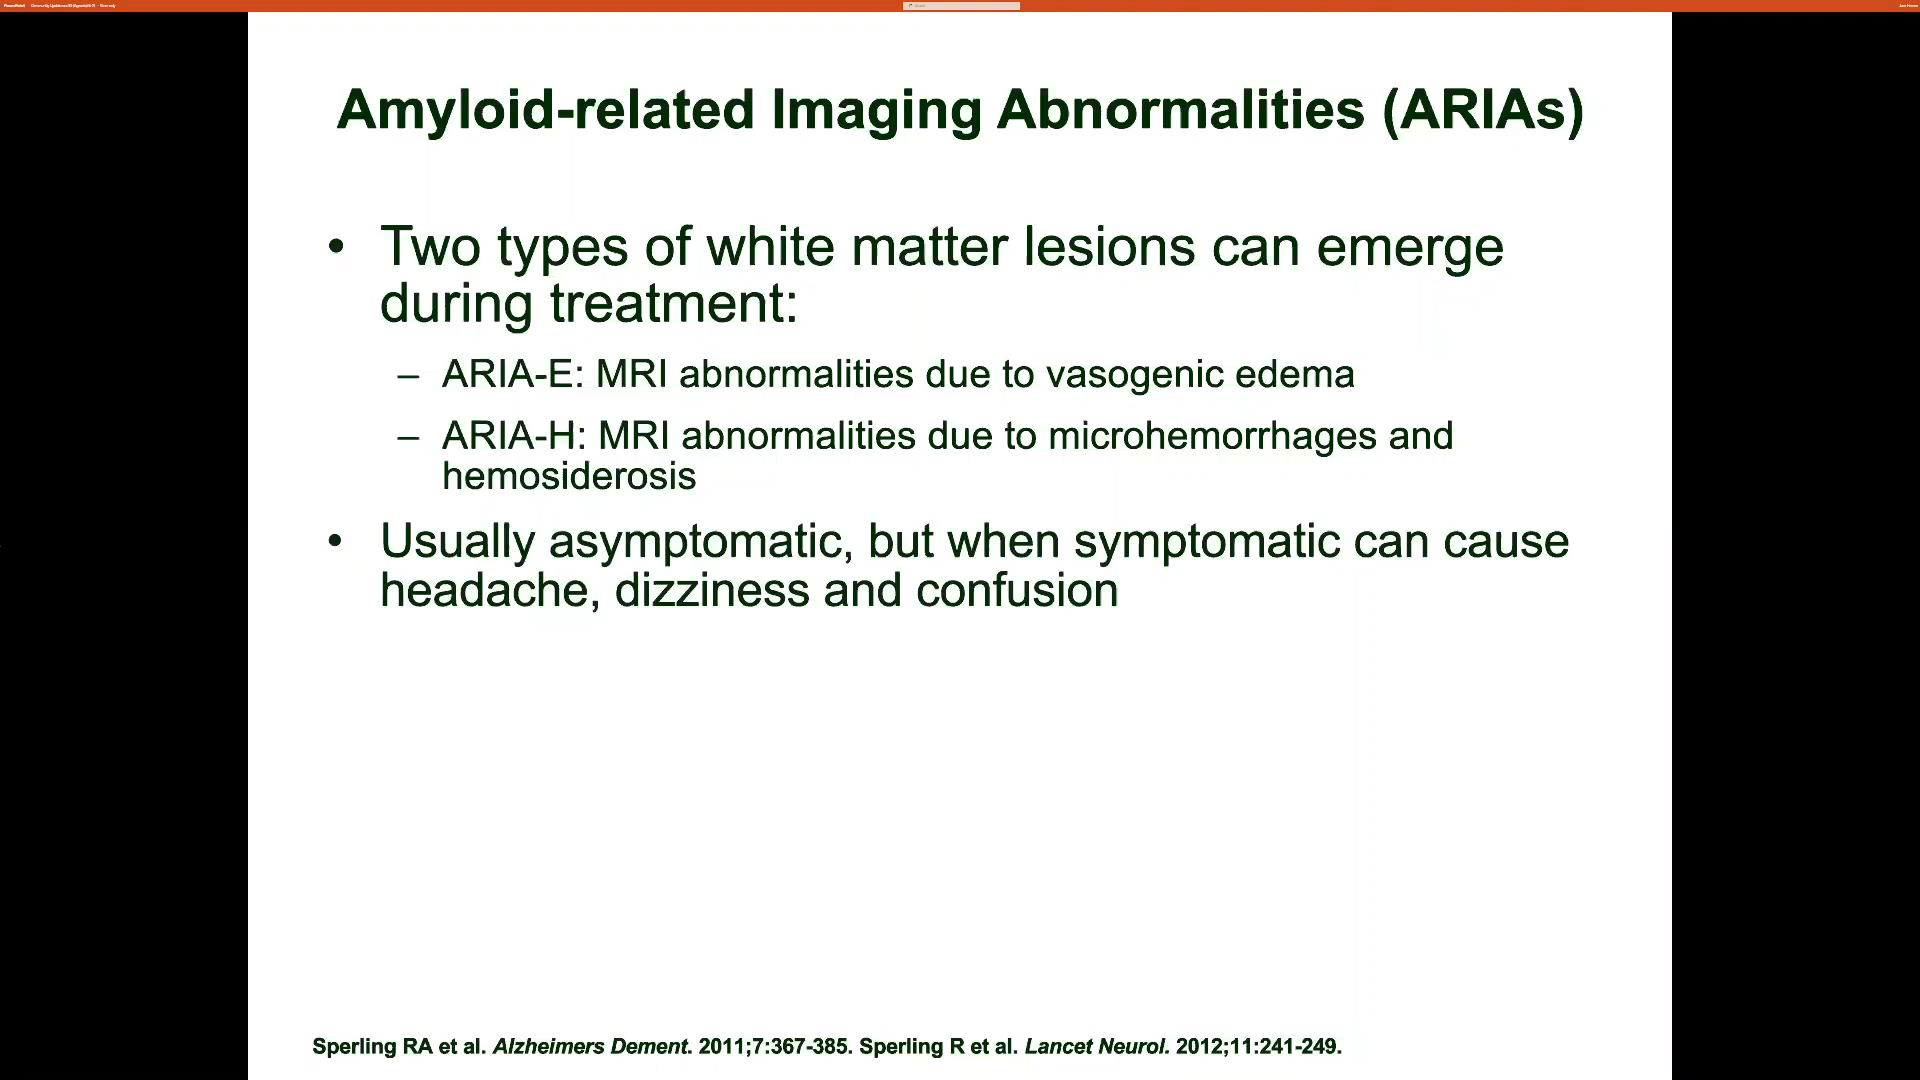 Amyloid-related Imaging Abnormalities (ARIAs)
• Two types of white matter lesions can emerge
during treatment:
– ARIA-E: MRI abnormalities due to vasogenic edema
– ARIA-H: MRI abnormalities due to microhemorrhages and
hemosiderosis
• Usually asymptomatic, but when symptomatic can cause
headache, dizziness and confusion
Sperling RA et al. Alzheimers Dement. 2011;7:367-385. Sperling R et al. Lancet Neurol. 2012;11:241-249.